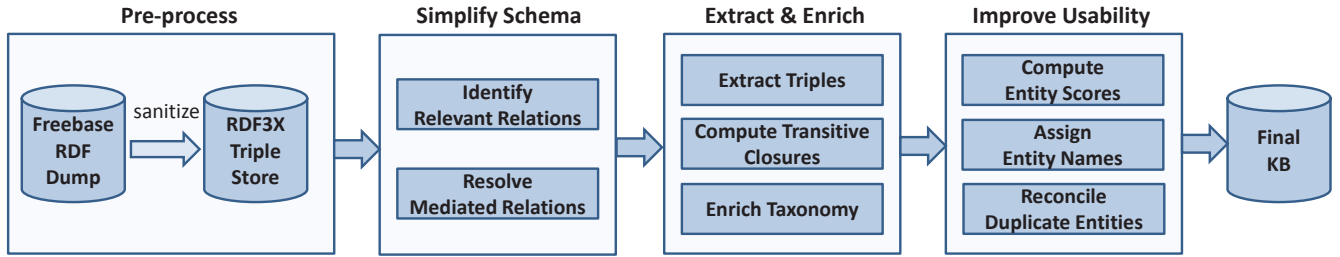 Pre-process
Simplify Schema
Extract & Enrich
Improve Usability
Freebase
RDF
Dump
sanitize
RDF3X
Triple
Store
Identify
Relevant Relations
Resolve
Mediated Relations
Extract Triples
Compute Transitive
Closures
Enrich Taxonomy
Compute
Entity Scores
Assign
Entity Names
Reconcile
Duplicate Entities
Final
KB